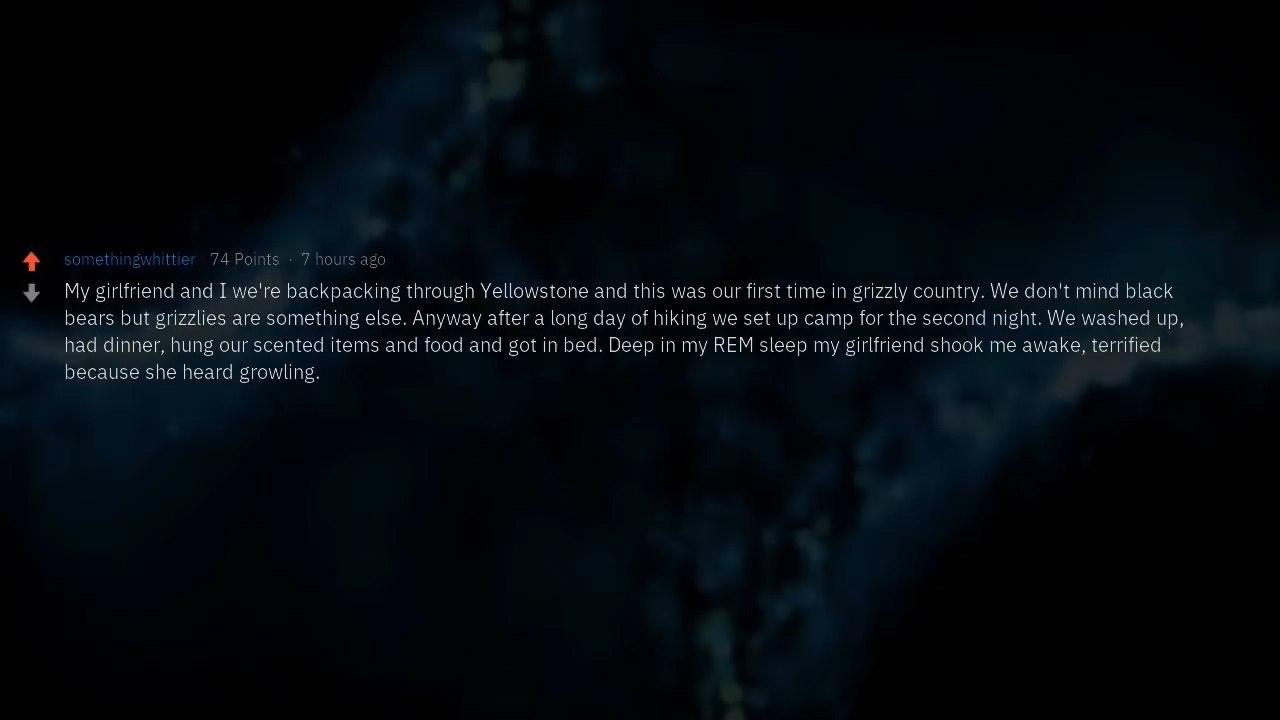 somethingwhittier 74 Points · 7 hours ago
My girlfriend and I we're backpacking through Yellowstone and this was our first time in grizzly country. We don't mind black
bears but grizzlies are something else. Anyway after a long day of hiking we set up camp for the second night. We washed up,
had dinner, hung our scented items and food and got in bed. Deep in my REM sleep my girlfriend shook me awake, terrified
because she heard growling.